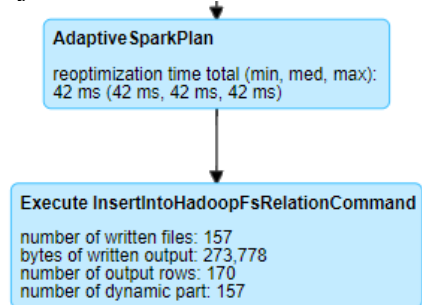 AdaptiveSparkPlan
reoptimization time total (min, med, max):
42 ms (42 ms, 42 ms, 42 ms)
Execute InsertIntoHadoopFsRelationCommand
number of written files: 157
bytes of written output: 273,778
number of output rows: 170
number of dynamic part: 157